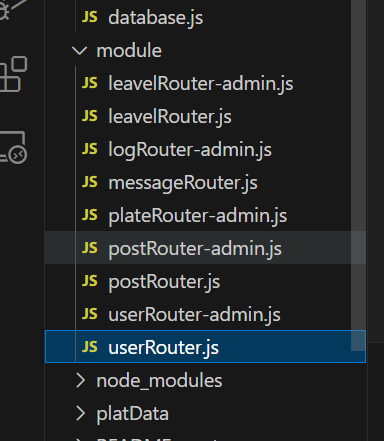 JS database.js
module
JS leavelRouter-admin.js
JS leavelRouter.js
JS logRouter-admin.js
JS messageRouter.js
JS plateRouter-admin.js
JS postRouter-admin.js
JS postRouter.js
JS userRouter-admin.js
JS userRouter.js
node_modules
platData